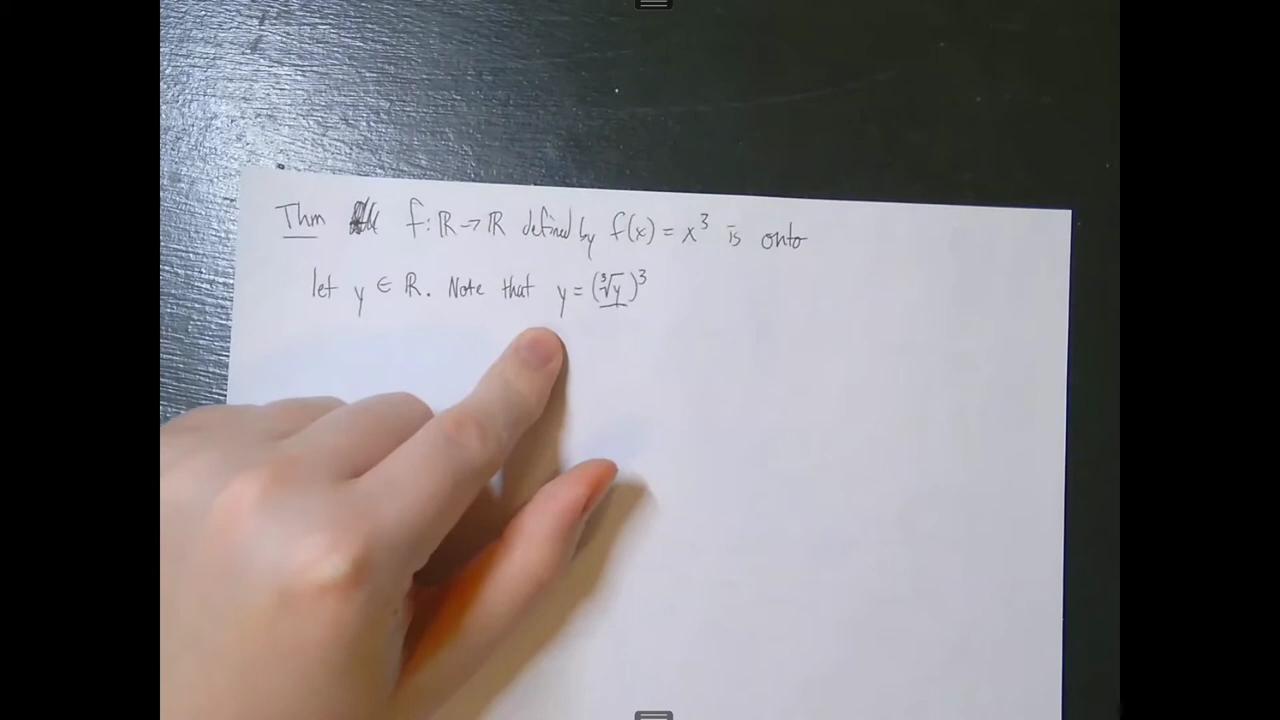 Thm f: ℝ → ℝ defined by f(x) = x³ is onto
let y ∈ ℝ. Note that y = (∛y)³